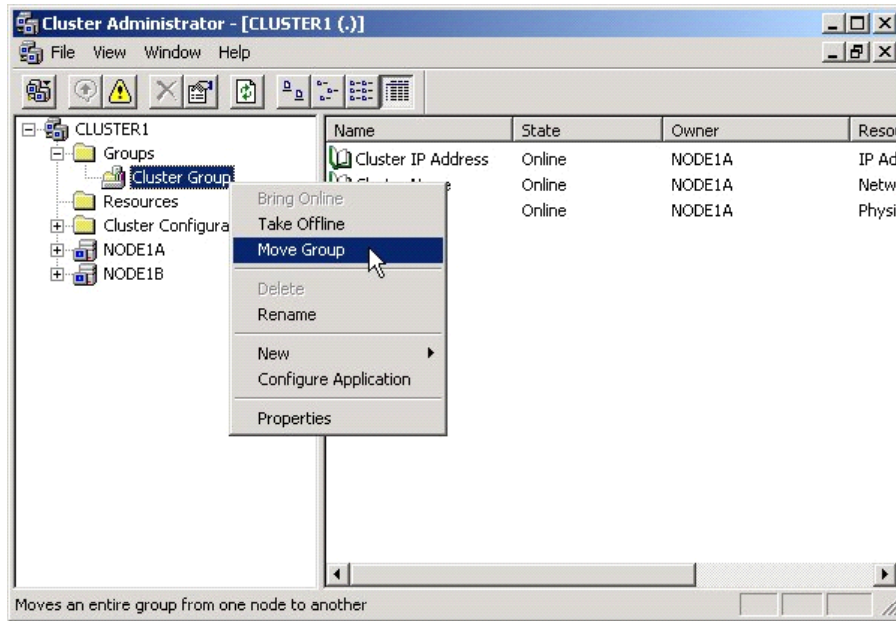 Cluster Administrator - [CLUSTER1 (.)]
File View Window Help
CLUSTER1
Groups
Cluster Group
Resources
Cluster Configura
NODE1A
NODE1B
Name State Owner Reso
Cluster IP Address Online NODE1A IP Ad
Online NODE1A Netw
Online NODE1A Physi
Bring Online
Take Offline
Move Group
Delete
Rename
New
Configure Application
Properties
Moves an entire group from one node to another